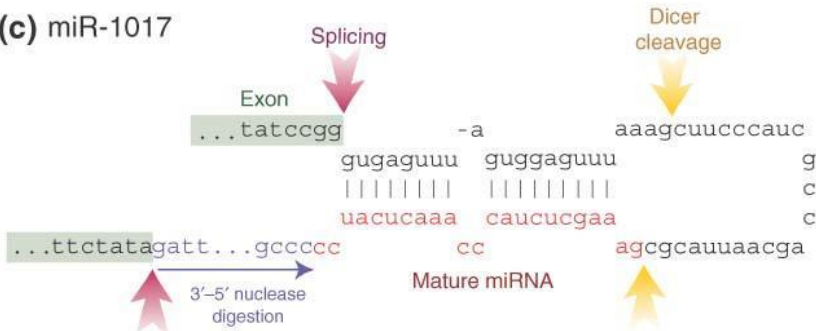 (c) miR-1017
Splicing
Dicer
cleavage
Exon
...tatccgg
-a
aaagcuucccauc
gugaguuu guggaguuu
g
c
c
uacucaaa caucucgaa
...ttctatagatt...gccccc
cc
agcgcauuaacga
3′–5′ nuclease
digestion
Mature miRNA